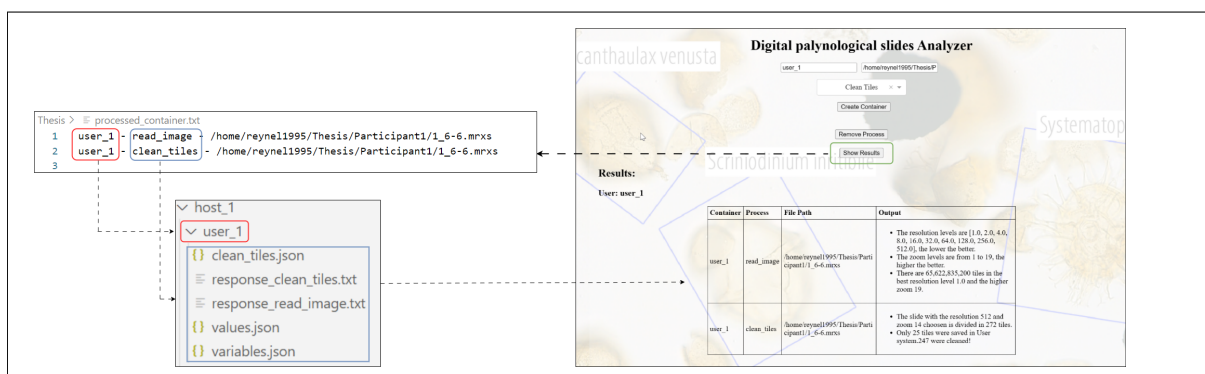 Thesis > processed_container.txt
1 user_1 - read_image - /home/reynel1995/Thesis/Participant1/1_6-6.mrxs
2 user_1 - clean_tiles - /home/reynel1995/Thesis/Participant1/1_6-6.mrxs
3
host_1
user_1
{} clean_tiles.json
response_clean_tiles.txt
response_read_image.txt
{} values.json
{} variables.json
Digital palynological slides Analyzer
canthaulax venusta
user_1 /home/reynel1995/Thesis/P
Clean Tiles × 
Create Container
Remove Process
Show Results
Systematop
Scriniodinium
Results:
User: user_1
Container Process File Path Output
user_1 read_image /home/reynel1995/Thesis/Parti
cipant1/1_6-6.mrxs
• The resolution levels are [1.0, 2.0, 4.0,
8.0, 16.0, 32.0, 64.0, 128.0, 256.0,
512.0], the lower the better.
• The zoom levels are from 1 to 19, the
higher the better.
• There are 65,622,835,200 tiles in the
best resolution level 1.0 and the higher
zoom 19.
user_1 clean_tiles /home/reynel1995/Thesis/Parti
cipant1/1_6-6.mrxs
• The slide with the resolution 512 and
zoom 14 choosen is divided in 272 tiles.
• Only 25 tiles were saved in User
system.247 were cleaned!